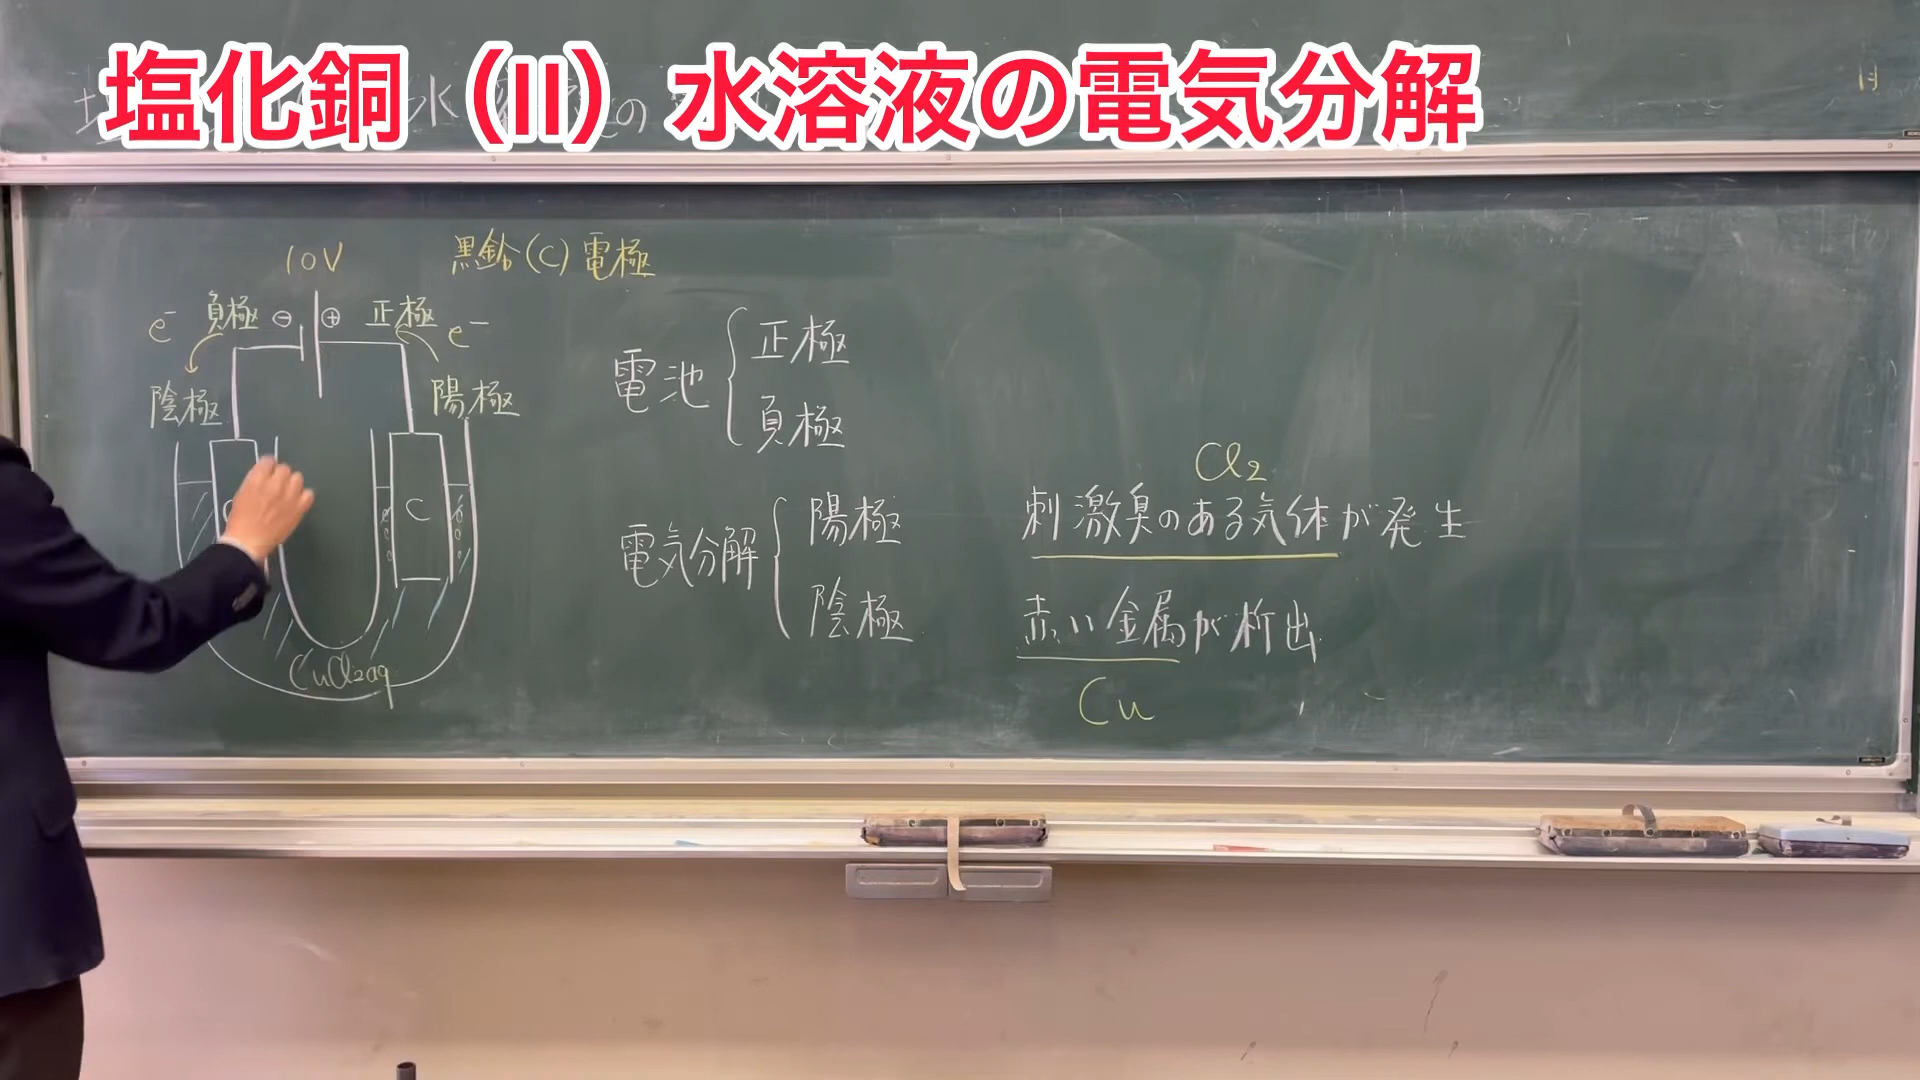 塩化銅（II）水溶液の電気分解
水 の
10V
黒鉛(C)電極
e⁻ 負極 ⊖ ⊕ 正極 e⁻
陰極 陽極
C
CuCl₂aq
電池 正極
負極
電気分解 陽極
陰極
Cl₂
刺激臭のある気体が発生
赤い金属が析出
Cu